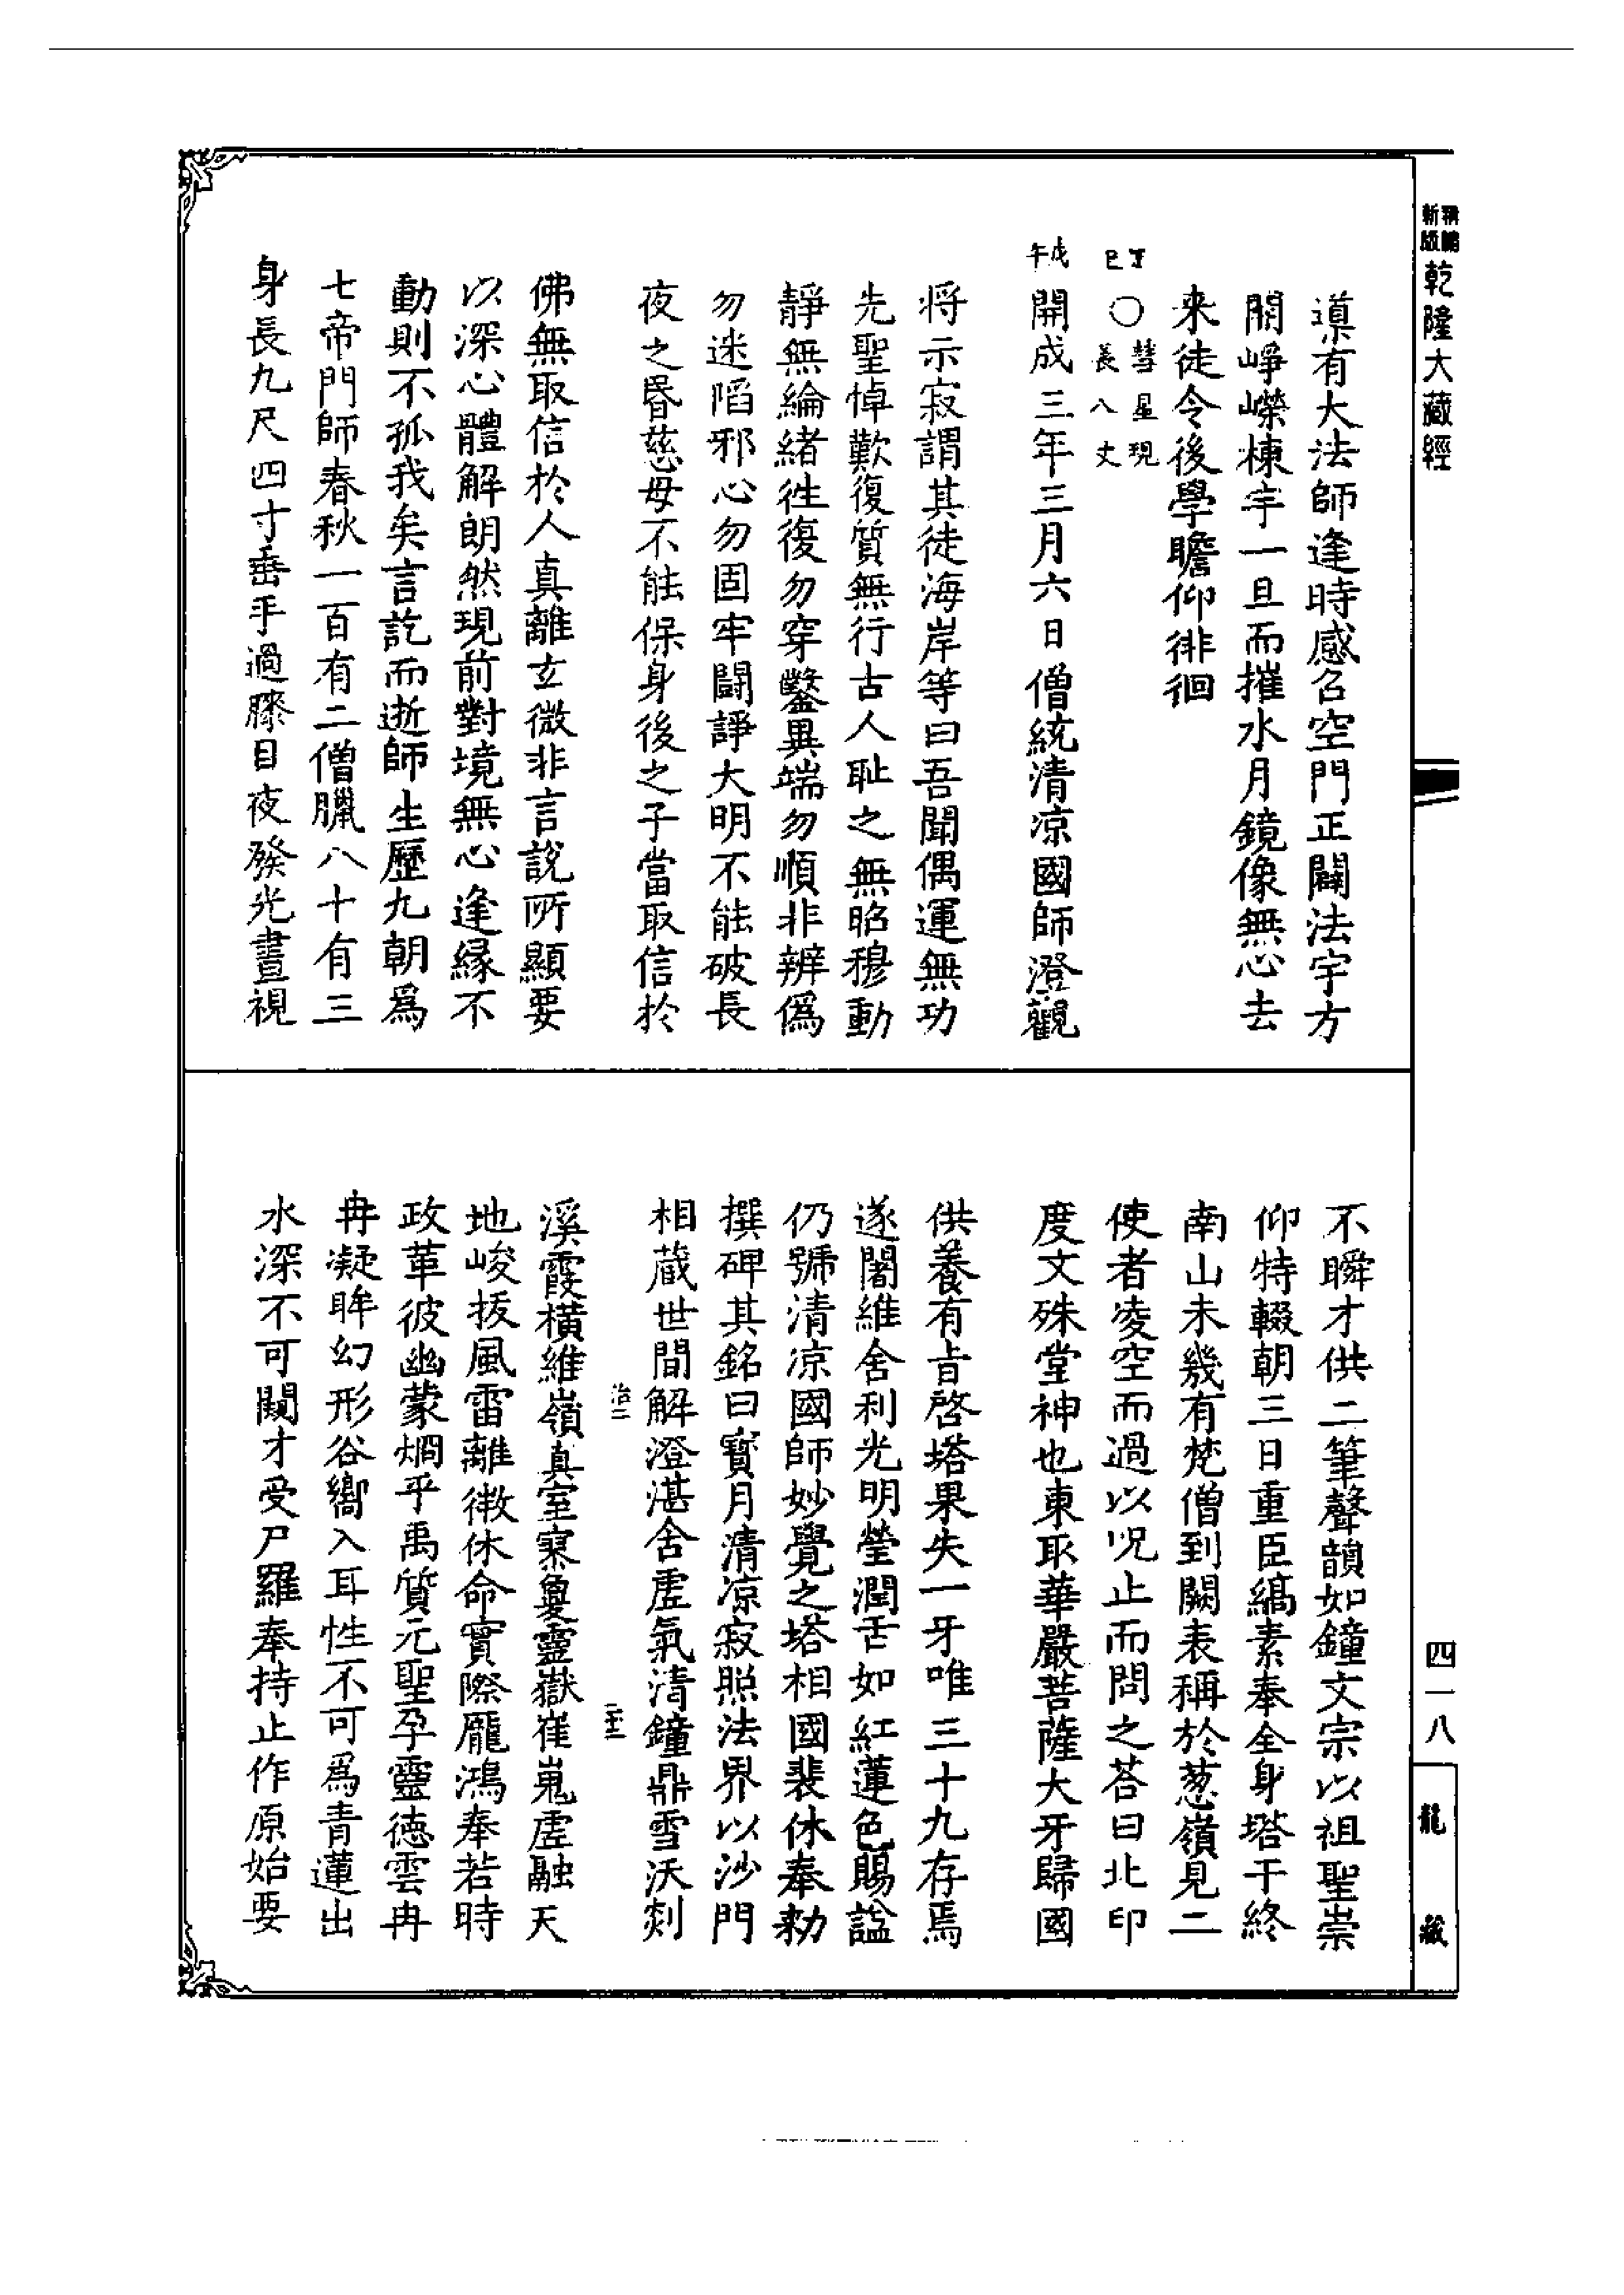 新版
乾隆大藏經
導有大法師逢時感召空門正闢法宇方
開崢嶸棟宇一旦而摧水月鏡像無心去
来徒令後學瞻仰徘徊
丁巳〇彗星現長八丈
戊午開成三年三月六日僧統清凉國師澄觀
将示寂謂其徒海岸等曰吾聞偶運無功
先聖悼歎復質無行古人耻之無昭穆動
靜無綸緒徃復勿穿鑿異端勿順非辨偽
勿迷陷邪心勿固牢鬪諍大明不能破長
夜之昬慈母不能保身後之子當取信於
佛無取信於人真離玄微非言説所顯要
以深心體解朗然現前對境無心逢縁不
動則不孤我矣言訖而逝師生歷九朝為
七帝門師春秋一百有二僧臘八十有三
身長九尺四寸垂手過膝目夜發光晝視
不瞬才供二筆聲韻如鐘文宗以祖聖崇
仰特輟朝三日重臣縞素奉全身塔于終
南山未幾有梵僧到闕表稱於葱嶺見二
使者凌空而過以呪止而問之荅曰北印
度文殊堂神也東取華嚴菩薩大牙歸國
供養有旨啓塔果失一牙唯三十九存焉
遂闍維舍利光明瑩潤舌如紅蓮色賜諡
仍號清凉國師妙覺之塔相國裴休奉勑
撰碑其銘曰寳月清凉寂照法界以沙門
相蔵世間解澄湛舍虛氣清鐘鼎雪沃剡
溪霞橫維嶺真室寥敻靈嶽崔嵬虛融天
地峻拔風雷離徴休命實際龐鴻奉若時
政革彼幽蒙烱乎禹質元聖孕靈徳雲冉
冉凝眸幻形谷嚮入耳性不可為青蓮出
水深不可闚才受尸羅奉持止作原始要
四一八
龍藏